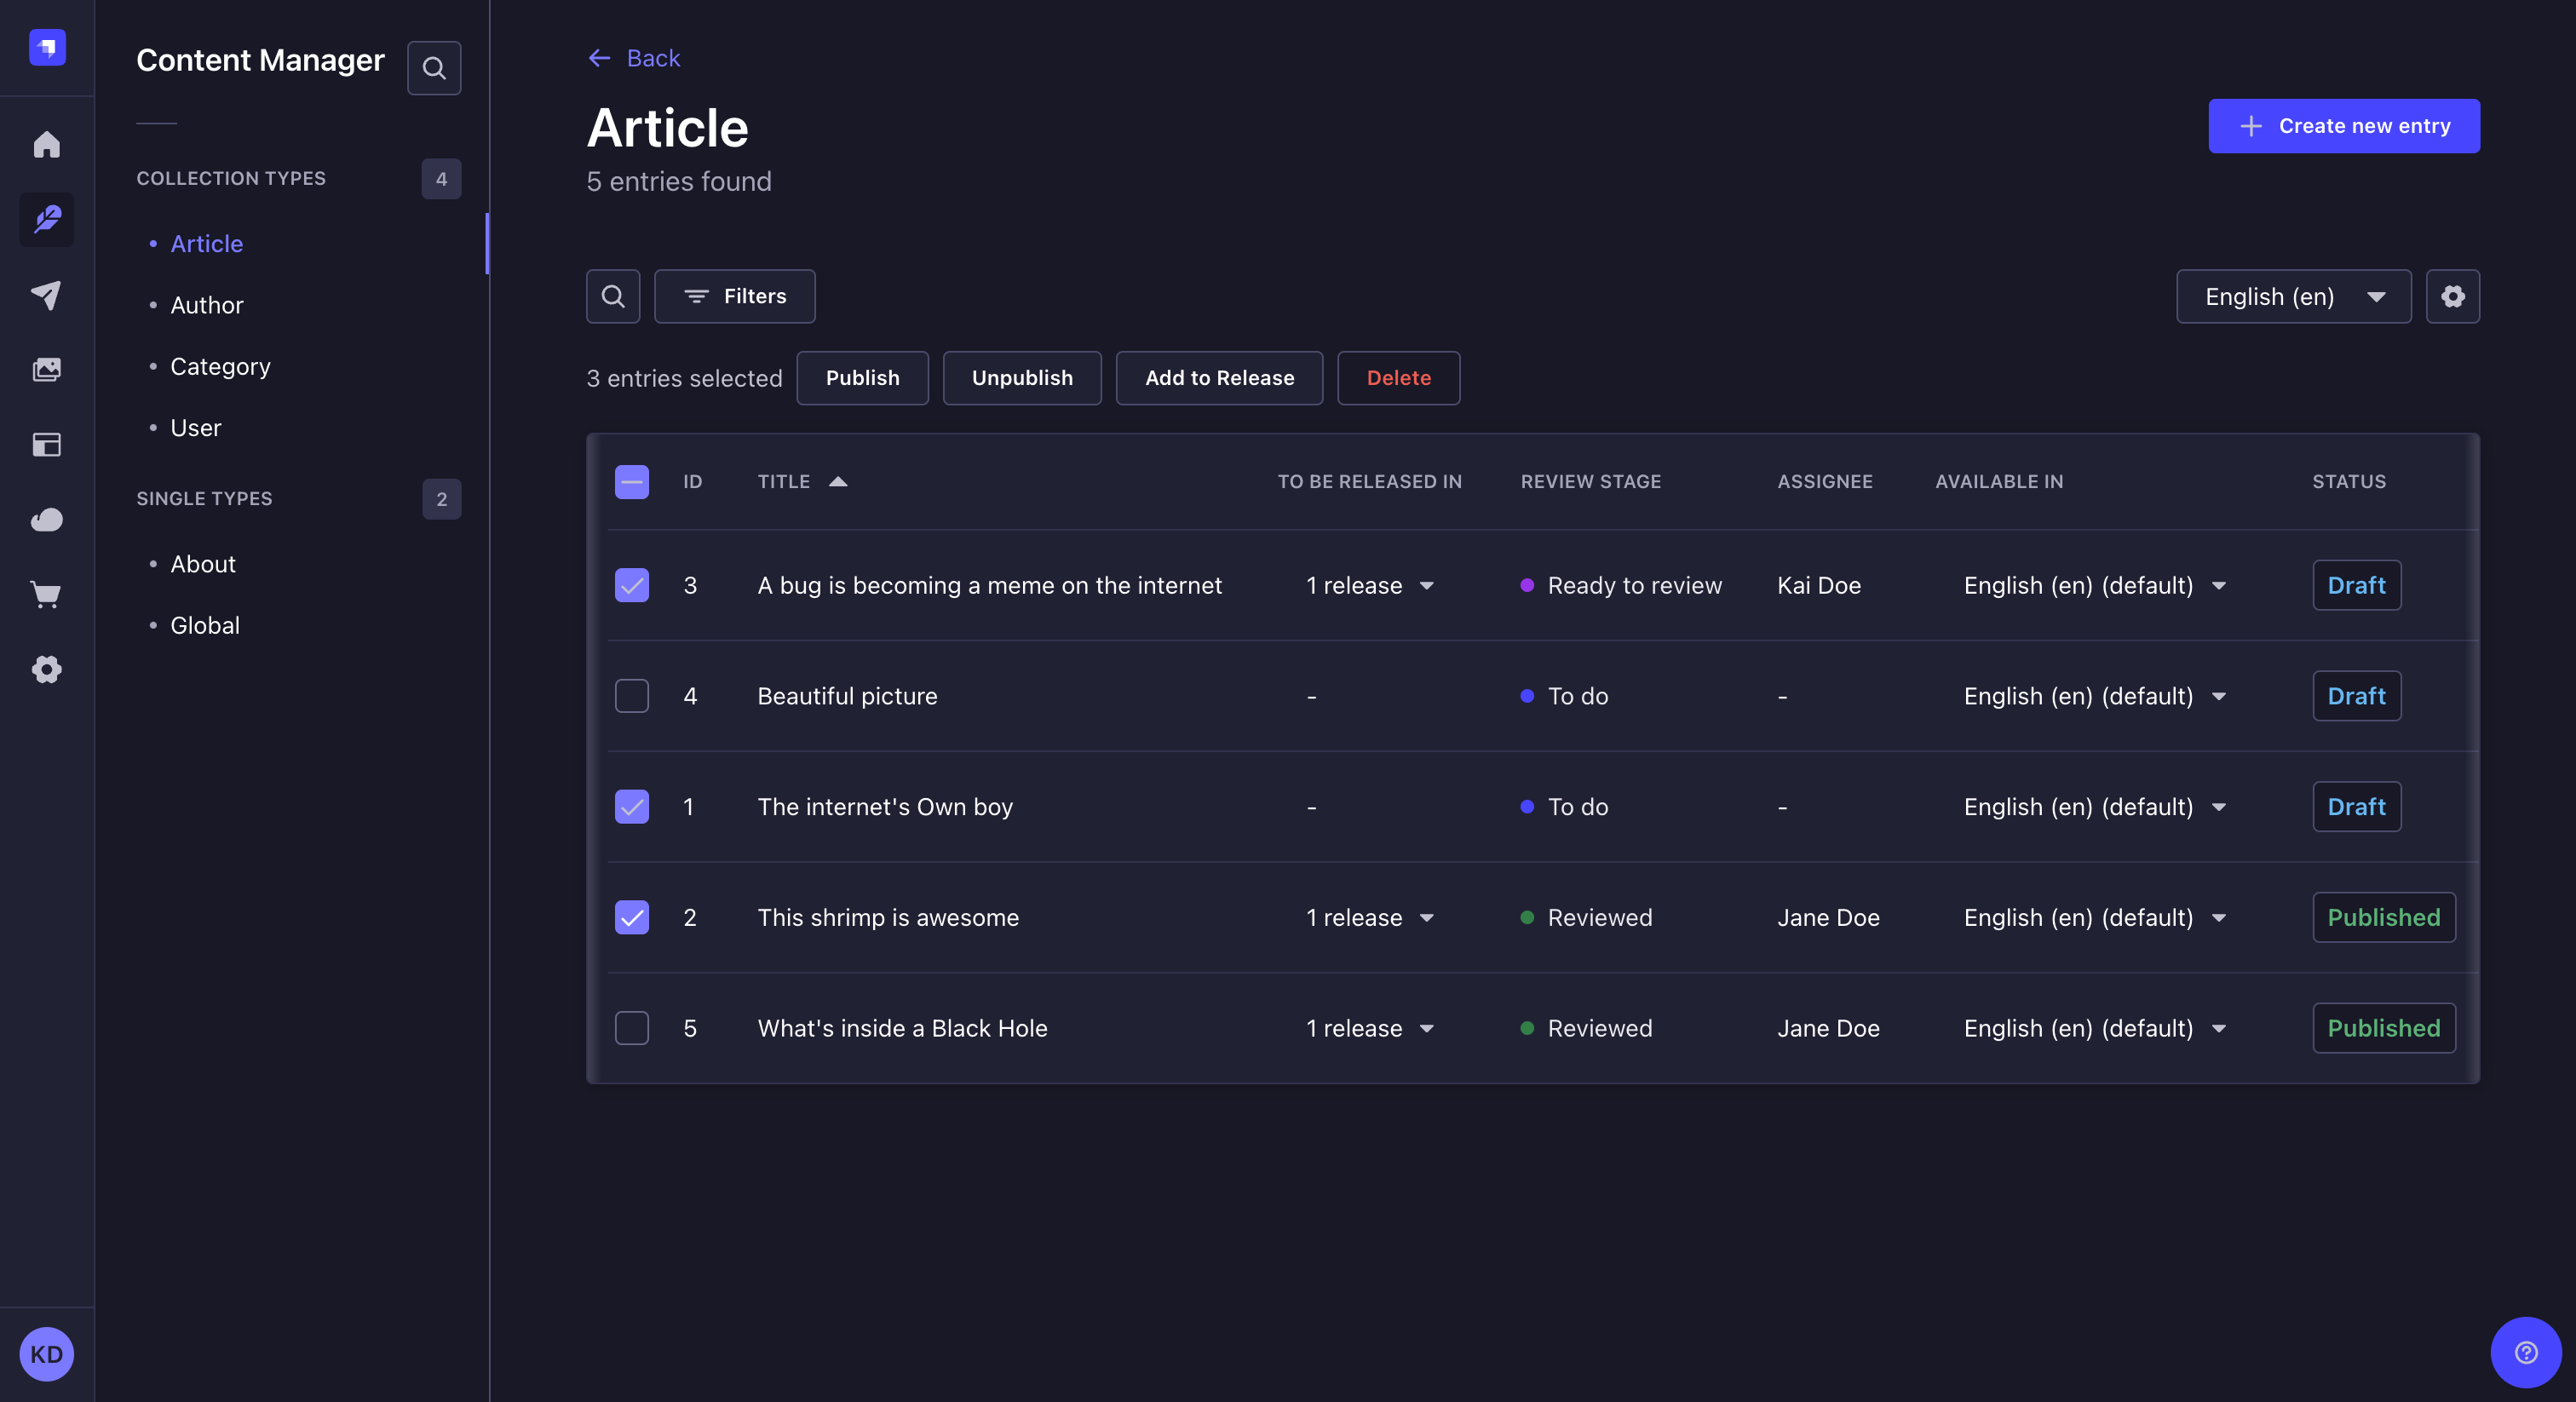 Content Manager
COLLECTION TYPES 4
Article
Author
Category
User
SINGLE TYPES 2
About
Global
KD
Back
Article
5 entries found
Create new entry
Filters
English (en)
3 entries selected Publish Unpublish Add to Release Delete
ID TITLE TO BE RELEASED IN REVIEW STAGE ASSIGNEE AVAILABLE IN STATUS
3 A bug is becoming a meme on the internet 1 release Ready to review Kai Doe English (en) (default) Draft
4 Beautiful picture - To do - English (en) (default) Draft
1 The internet's Own boy - To do - English (en) (default) Draft
2 This shrimp is awesome 1 release Reviewed Jane Doe English (en) (default) Published
5 What's inside a Black Hole 1 release Reviewed Jane Doe English (en) (default) Published